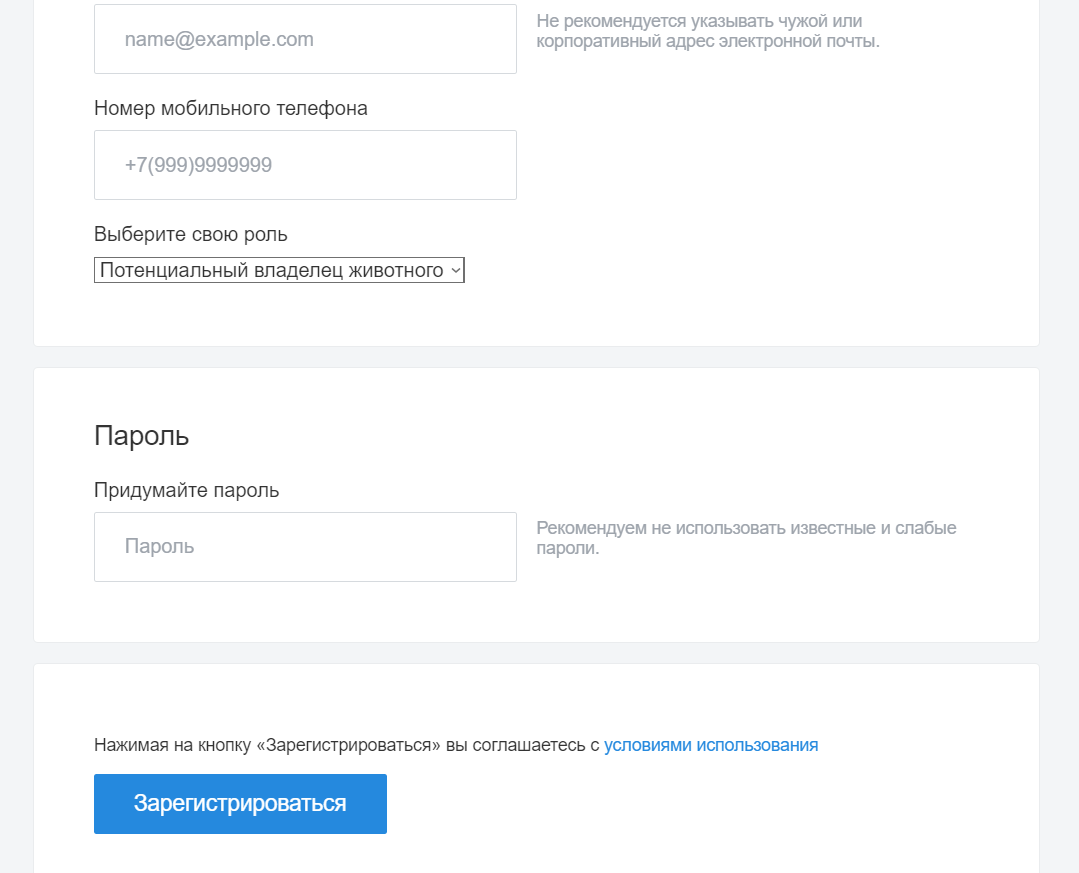 name@example.com
Не рекомендуется указывать чужой или
корпоративный адрес электронной почты.
Номер мобильного телефона
+7(999)9999999
Выберите свою роль
Потенциальный владелец животного
Пароль
Придумайте пароль
Пароль
Рекомендуем не использовать известные и слабые
пароли.
Нажимая на кнопку «Зарегистрироваться» вы соглашаетесь с условиями использования
Зарегистрироваться